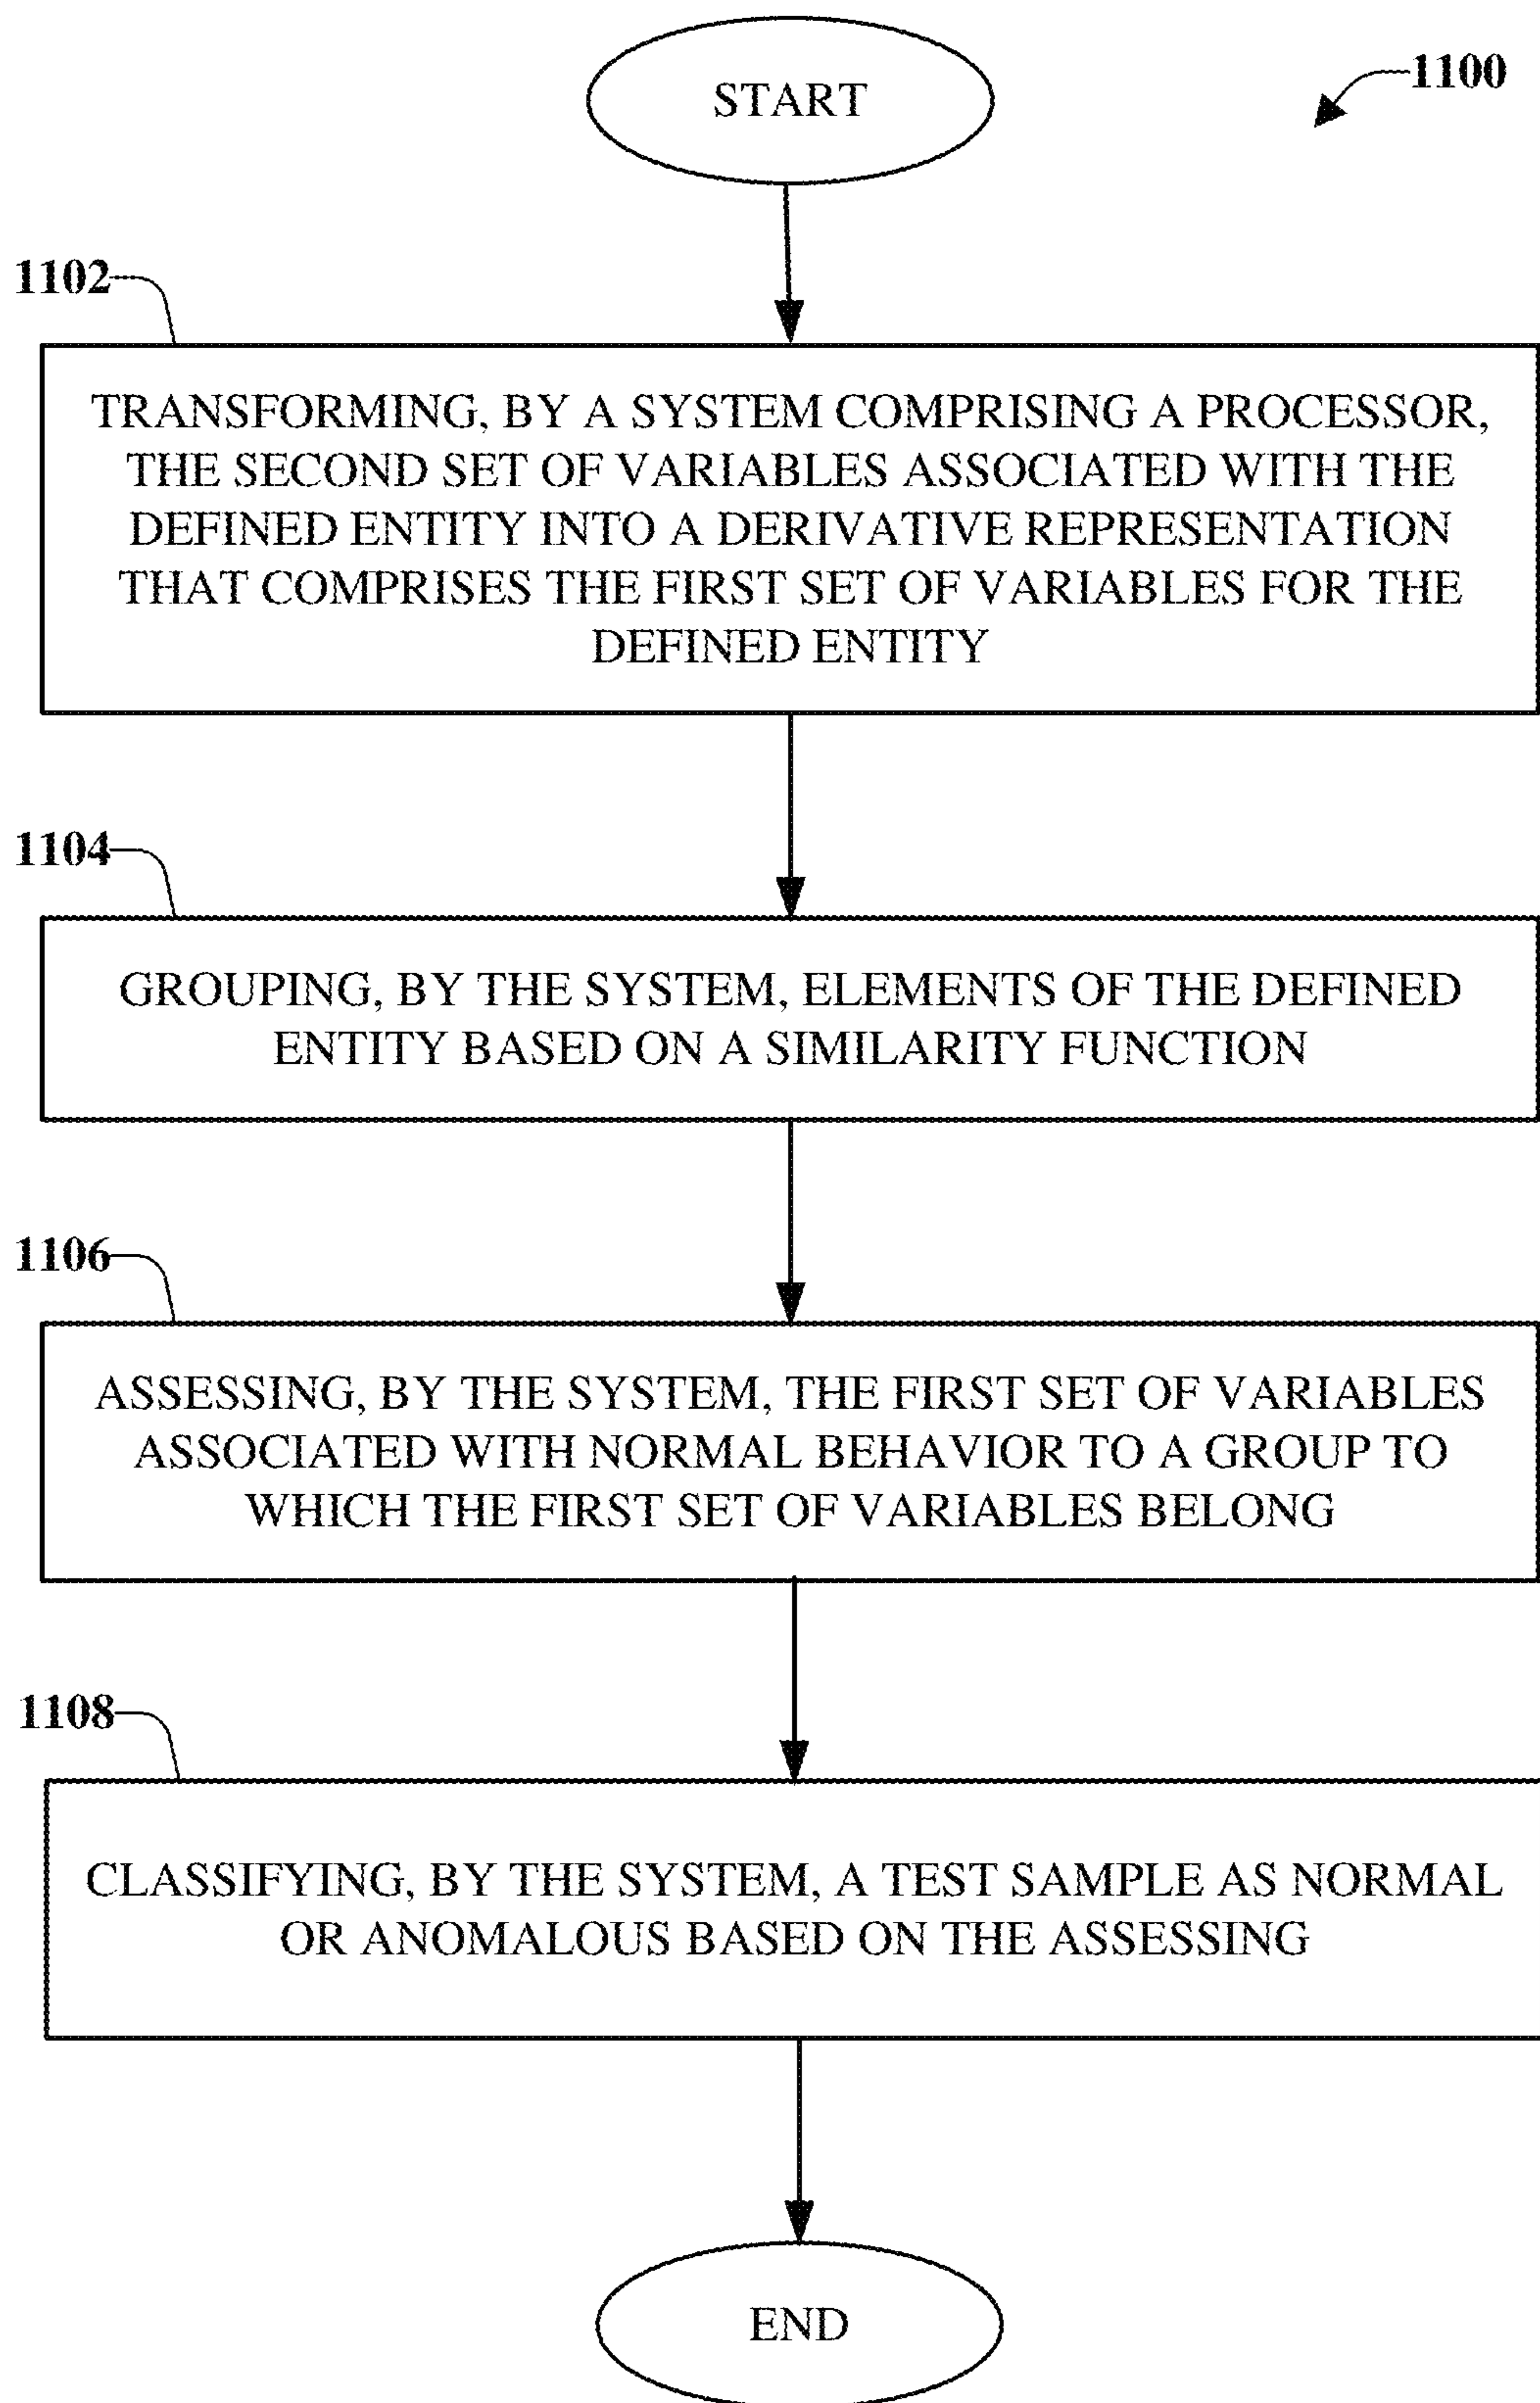 START
1100
1102
TRANSFORMING, BY A SYSTEM COMPRISING A PROCESSOR,
THE SECOND SET OF VARIABLES ASSOCIATED WITH THE
DEFINED ENTITY INTO A DERIVATIVE REPRESENTATION
THAT COMPRISES THE FIRST SET OF VARIABLES FOR THE
DEFINED ENTITY
1104
GROUPING, BY THE SYSTEM, ELEMENTS OF THE DEFINED
ENTITY BASED ON A SIMILARITY FUNCTION
1106
ASSESSING, BY THE SYSTEM, THE FIRST SET OF VARIABLES
ASSOCIATED WITH NORMAL BEHAVIOR TO A GROUP TO
WHICH THE FIRST SET OF VARIABLES BELONG
1108
CLASSIFYING, BY THE SYSTEM, A TEST SAMPLE AS NORMAL
OR ANOMALOUS BASED ON THE ASSESSING
END